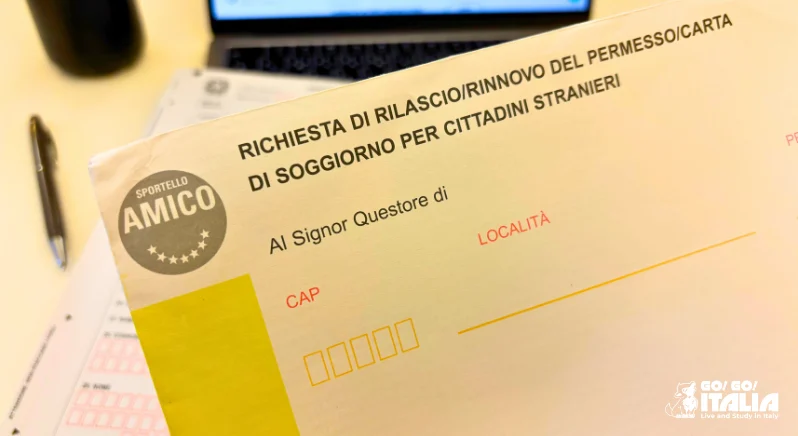 RICHIESTA DI RILASCIO/RINNOVO DEL PERMESSO/CARTA
DI SOGGIORNO PER CITTADINI STRANIERI
SPORTELLO
AMICO
Al Signor Questore di
CAP
LOCALITÀ
GO! GO!
ITALIA
Live and Study in Italy